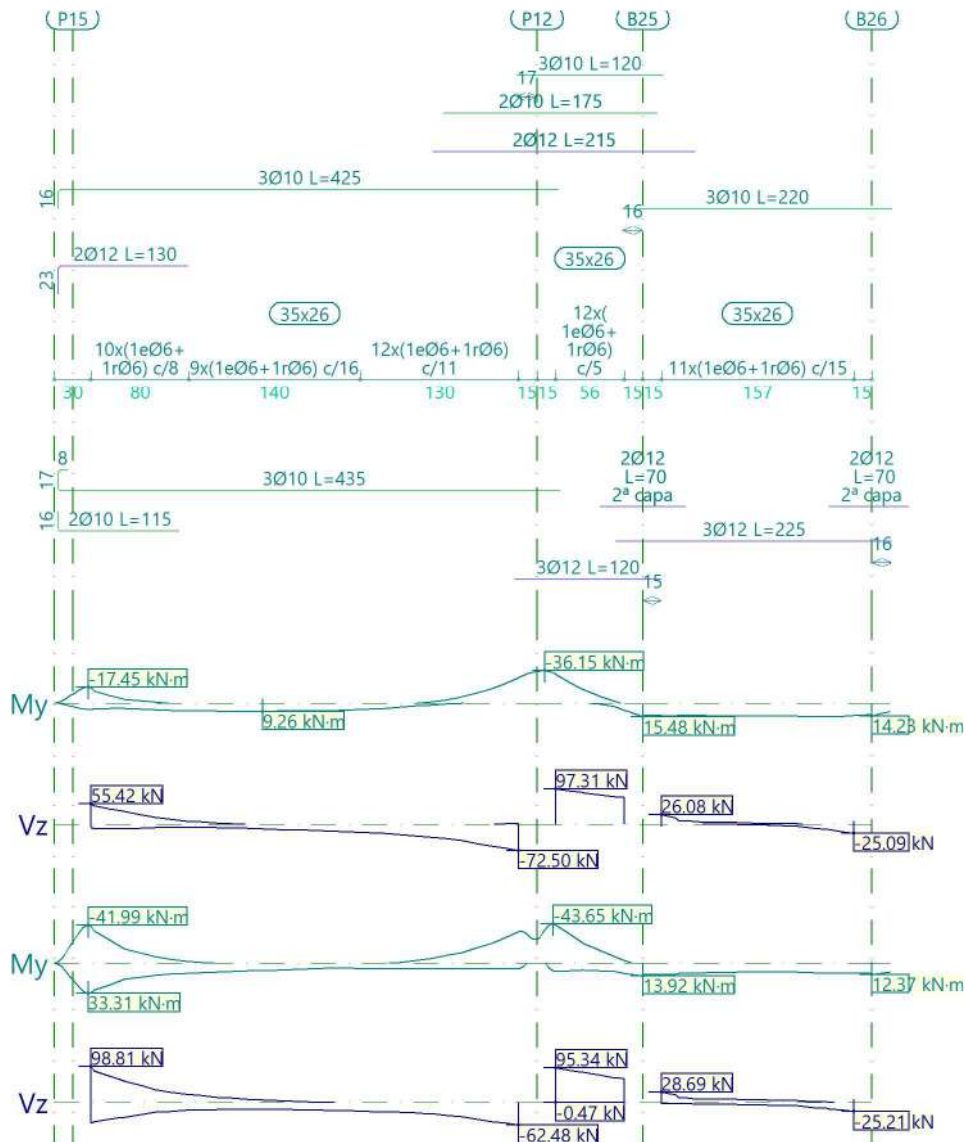 P15 P12 B25 B26
3Ø10 L=120
17
2Ø10 L=175
2Ø12 L=215
3Ø10 L=425
16
3Ø10 L=220
16
2Ø12 L=130
23
35x26
35x26 35x26
10x(1eØ6+
1rØ6) c/8
9x(1eØ6+1rØ6) c/16
12x(1eØ6+1rØ6)
c/11
12x(
1eØ6+
1rØ6)
c/5
11x(1eØ6+1rØ6) c/15
30 80 140 130 15 15 56 15 15 157 15
8
17
3Ø10 L=435
2Ø12
L=70
2ª capa
2Ø12
L=70
2ª capa
16
2Ø10 L=115
3Ø12 L=225
16
3Ø12 L=120
15
-17.45 kN·m -36.15 kN·m
My
9.26 kN·m 15.48 kN·m 14.23 kN·m
55.42 kN 97.31 kN 26.08 kN
Vz
-72.50 kN -25.09 kN
-41.99 kN·m -43.65 kN·m
My
33.31 kN·m 13.92 kN·m 12.37 kN·m
98.81 kN 95.34 kN 28.69 kN
Vz
-0.47 kN
-62.48 kN -25.21 kN